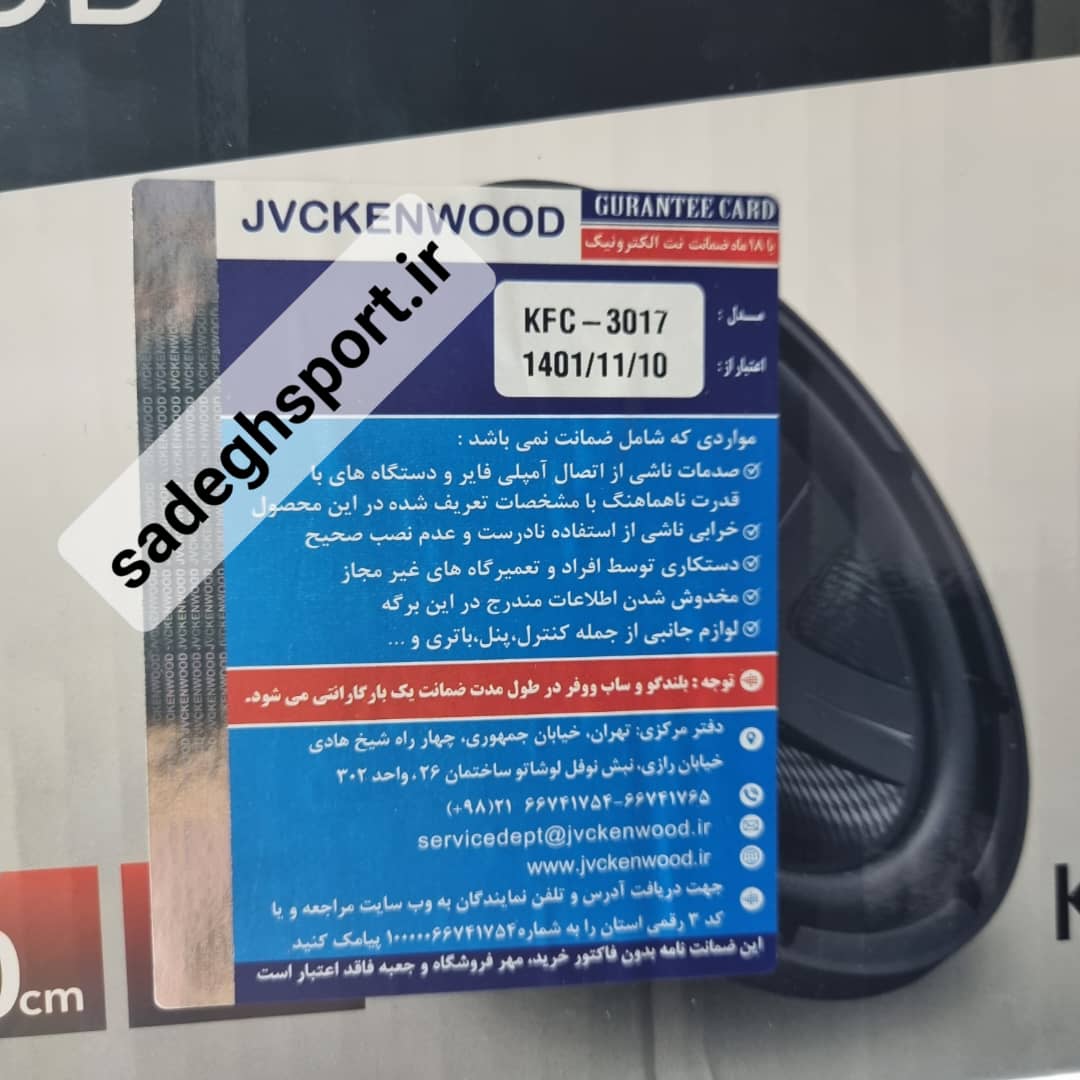 OD
JVCKENWOOD
GURANTEE CARD
با ۱۸ ماه ضمانت نت الکترونیک
مدل :
KFC – 3017
اعتبار از :
1401/11/10
sadeghsport.ir
مواردی که شامل ضمانت نمی باشد :
صدمات ناشی از اتصال آمپلی فایر و دستگاه های با
قدرت ناهماهنگ با مشخصات تعریف شده در این محصول
خرابی ناشی از استفاده نادرست و عدم نصب صحیح
دستکاری توسط افراد و تعمیرگاه های غیر مجاز
مخدوش شدن اطلاعات مندرج در این برگه
لوازم جانبی از جمله کنترل،پنل،باتری و ...
توجه : بلندگو و ساب ووفر در طول مدت ضمانت یک بار گارانتی می شود.
دفتر مرکزی: تهران، خیابان جمهوری، چهار راه شیخ هادی
خیابان رازی، نبش نوفل لوشاتو ساختمان ۲۶، واحد ۳۰۲
(+۹۸)۲۱ ۶۶۷۴۱۷۵۴-۶۶۷۴۱۷۶۵
servicedept@jvckenwood.ir
www.jvckenwood.ir
جهت دریافت آدرس و تلفن نمایندگان به وب سایت مراجعه و یا
کد ۳ رقمی استان را به شماره ۱۰۰۰۰۰۶۶۷۴۱۷۵۴ پیامک کنید
این ضمانت نامه بدون فاکتور خرید، مهر فروشگاه و جعبه فاقد اعتبار است
0cm
K